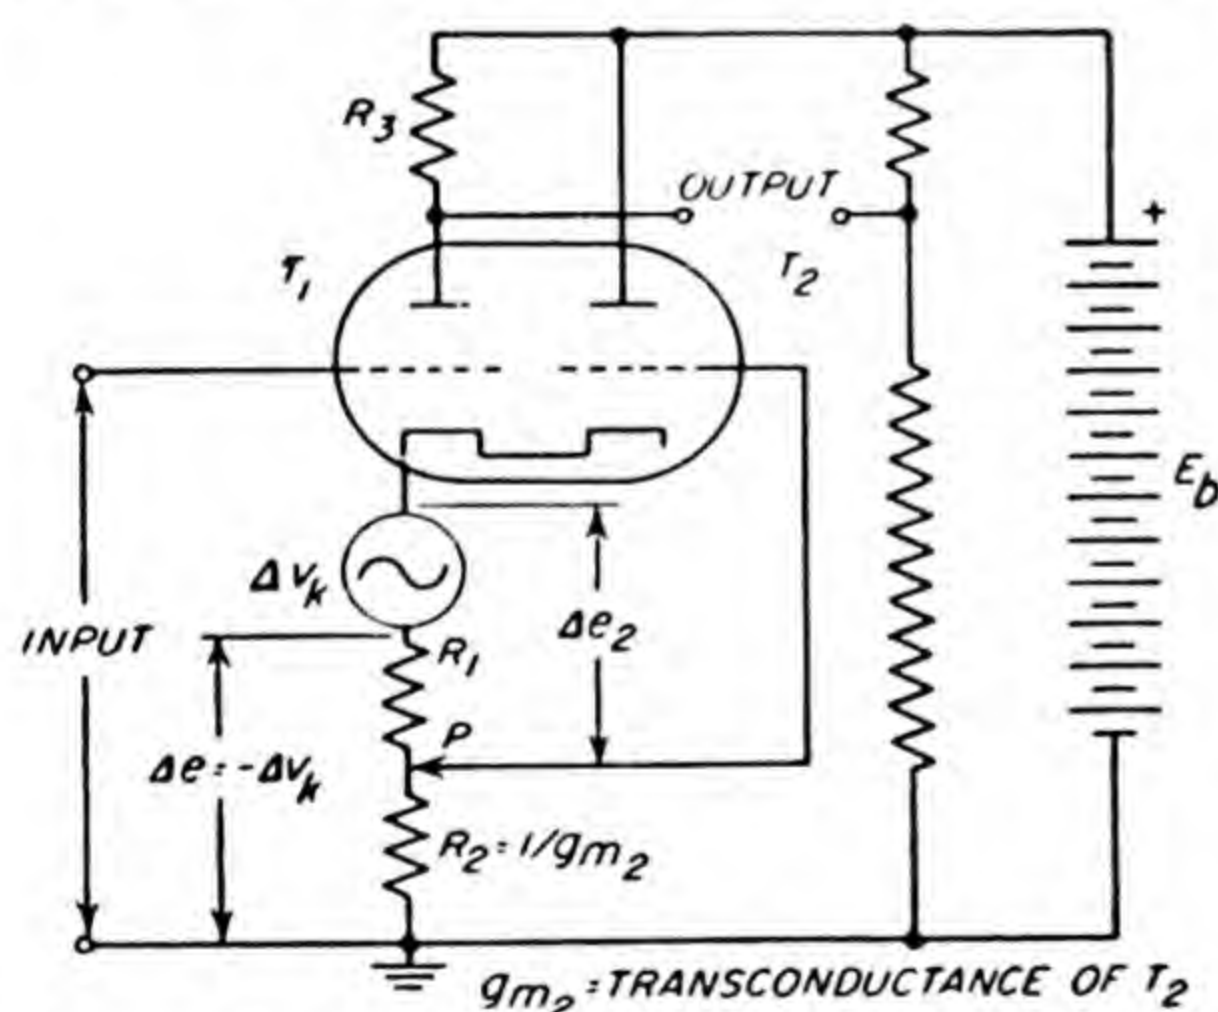 R3
OUTPUT
+
T1
T2
Eb
Δvk
Δe2
INPUT
R1
P
Δe=-Δvk
R2=1/gm2
gm2=TRANSCONDUCTANCE OF T2